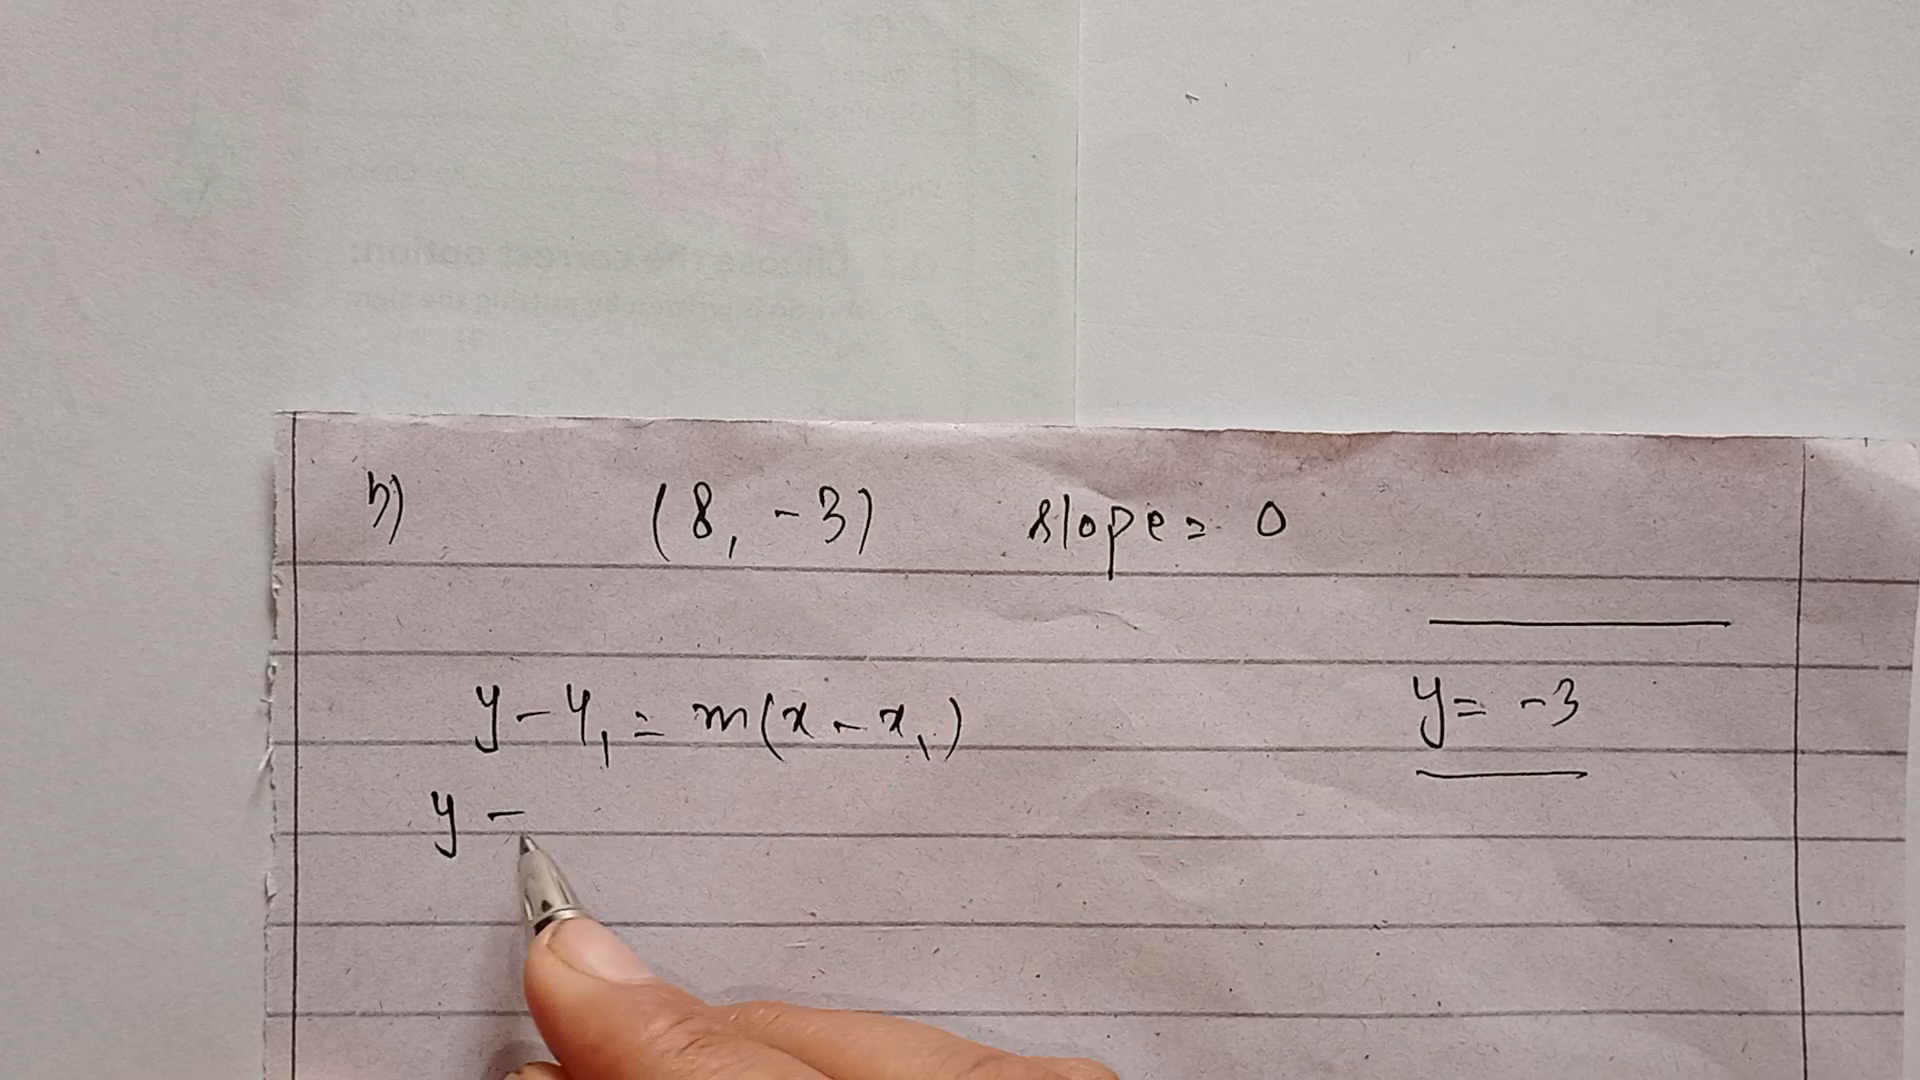 h) (8, -3) slope = 0
y - y₁ = m(x - x₁)
y = -3
y -